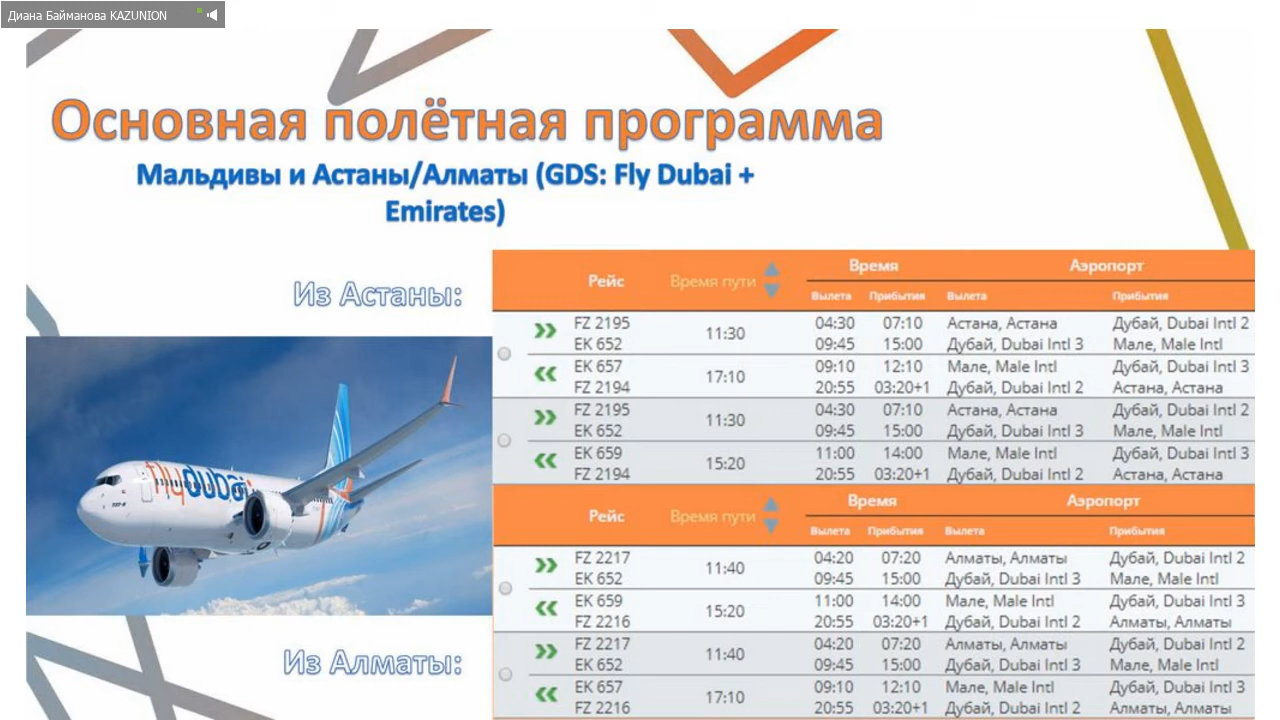 Диана Байманова KAZUNION
Основная полётная программа
Мальдивы и Астаны/Алматы (GDS: Fly Dubai +
Emirates)
Из Астаны:
Рейс Время пути Время Аэропорт
Вылета Прибытия Вылета Прибытия
FZ 2195 04:30 07:10 Астана, Астана Дубай, Dubai Intl 2
11:30
EK 652 09:45 15:00 Дубай, Dubai Intl 3 Мале, Male Intl
EK 657 09:10 12:10 Мале, Male Intl Дубай, Dubai Intl 3
17:10
FZ 2194 20:55 03:20+1 Дубай, Dubai Intl 2 Астана, Астана
FZ 2195 04:30 07:10 Астана, Астана Дубай, Dubai Intl 2
11:30
EK 652 09:45 15:00 Дубай, Dubai Intl 3 Мале, Male Intl
EK 659 11:00 14:00 Мале, Male Intl Дубай, Dubai Intl 3
15:20
FZ 2194 20:55 03:20+1 Дубай, Dubai Intl 2 Астана, Астана
flydubai
Из Алматы:
Рейс Время пути Время Аэропорт
Вылета Прибытия Вылета Прибытия
FZ 2217 04:20 07:20 Алматы, Алматы Дубай, Dubai Intl 2
11:40
EK 652 09:45 15:00 Дубай, Dubai Intl 3 Мале, Male Intl
EK 659 11:00 14:00 Мале, Male Intl Дубай, Dubai Intl 3
15:20
FZ 2216 20:55 03:20+1 Дубай, Dubai Intl 2 Алматы, Алматы
FZ 2217 04:20 07:20 Алматы, Алматы Дубай, Dubai Intl 2
11:40
EK 652 09:45 15:00 Дубай, Dubai Intl 3 Мале, Male Intl
EK 657 09:10 12:10 Мале, Male Intl Дубай, Dubai Intl 3
17:10
FZ 2216 20:55 03:20+1 Дубай, Dubai Intl 2 Алматы, Алматы